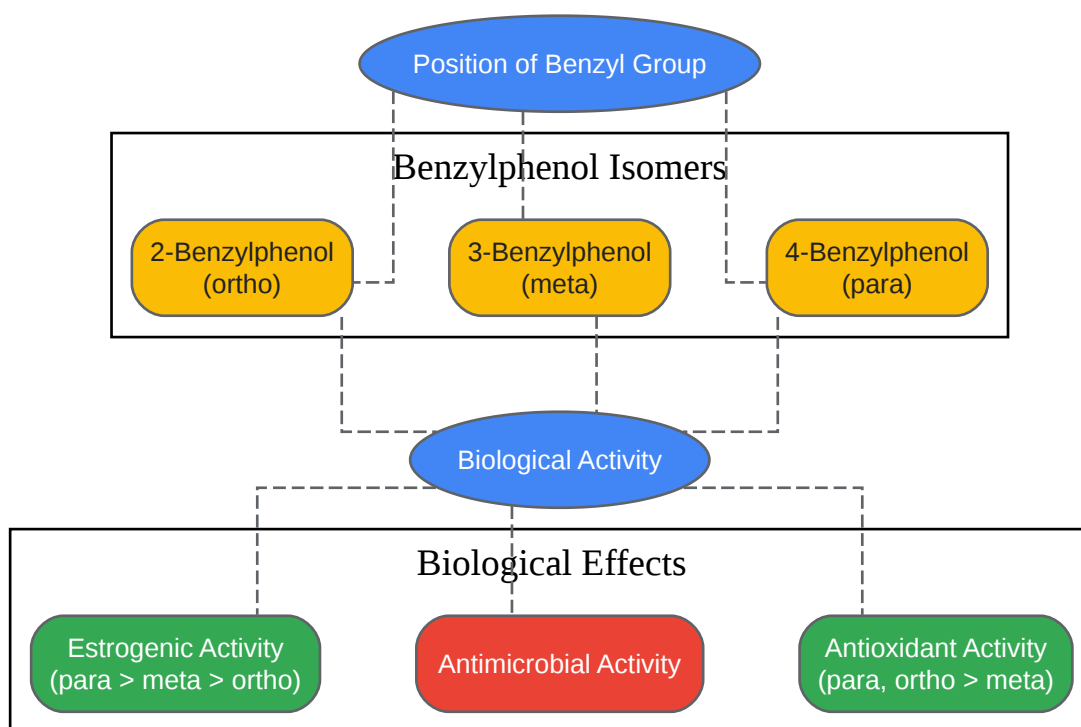 Position of Benzyl Group
Benzylphenol Isomers
2-Benzylphenol
(ortho)
3-Benzylphenol
(meta)
4-Benzylphenol
(para)
Biological Activity
Biological Effects
Estrogenic Activity
(para > meta > ortho)
Antimicrobial Activity
Antioxidant Activity
(para, ortho > meta)